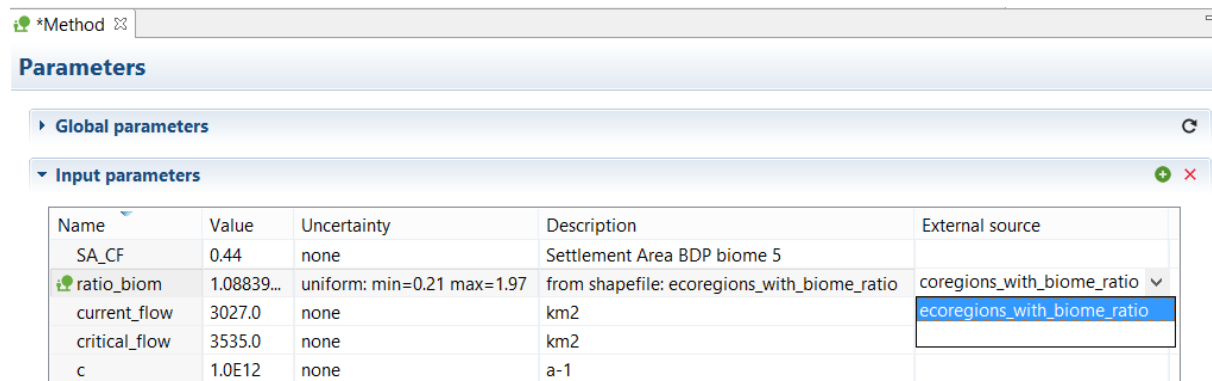 *Method
Parameters
Global parameters
Input parameters
Name Value Uncertainty Description External source
SA_CF 0.44 none Settlement Area BDP biome 5
ratio_biom 1.08839... uniform: min=0.21 max=1.97 from shapefile: ecoregions_with_biome_ratio coregions_with_biome_ratio
ecoregions_with_biome_ratio
current_flow 3027.0 none km2
critical_flow 3535.0 none km2
c 1.0E12 none a-1